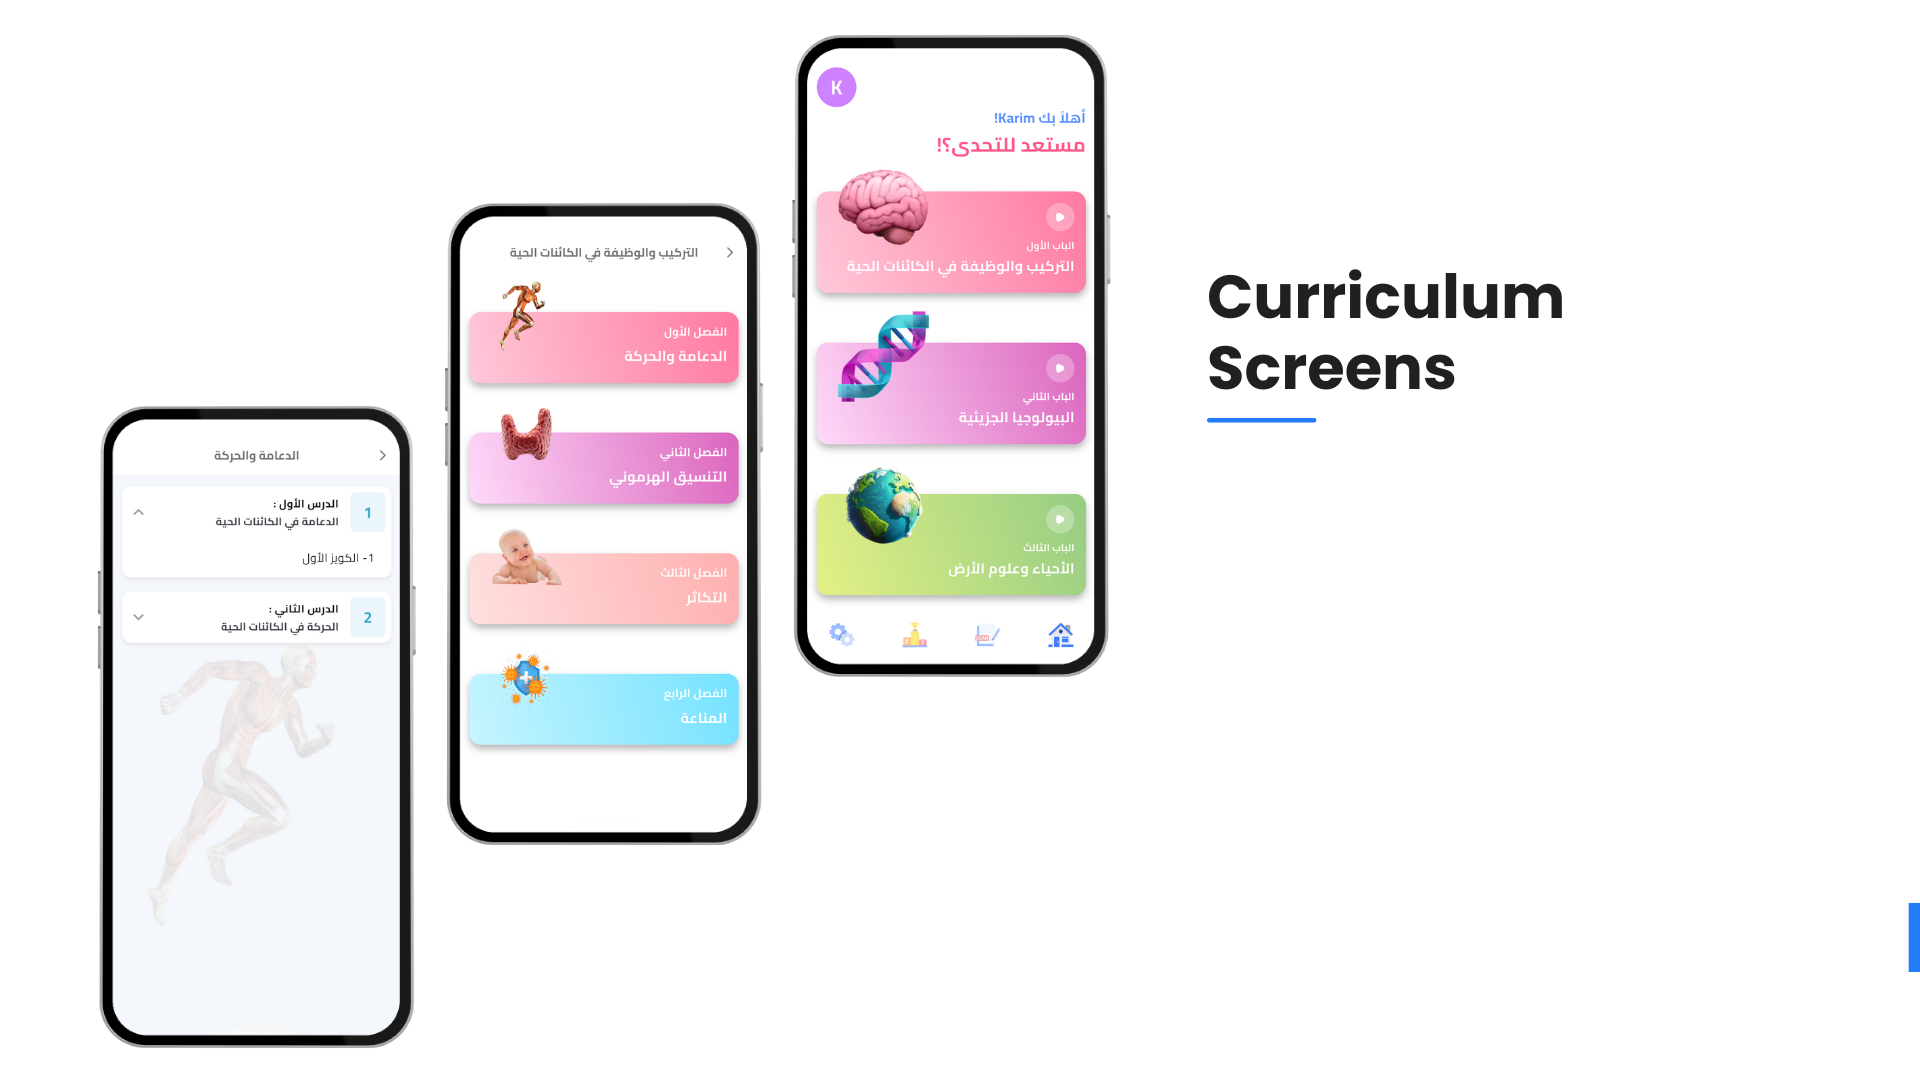 Curriculum
Screens
K
أهلاً بك Karim!
مستعد للتحدى؟!
الباب الأول
التركيب والوظيفة في الكائنات الحية
الباب الثاني
البيولوجيا الجزيئية
الباب الثالث
الأحياء وعلوم الأرض
التركيب والوظيفة في الكائنات الحية
الفصل الأول
الدعامة والحركة
الفصل الثاني
التنسيق الهرموني
الفصل الثالث
التكاثر
الفصل الرابع
المناعة
الدعامة والحركة
1
الدرس الأول :
الدعامة في الكائنات الحية
1- الكويز الأول
2
الدرس الثاني :
الحركة في الكائنات الحية